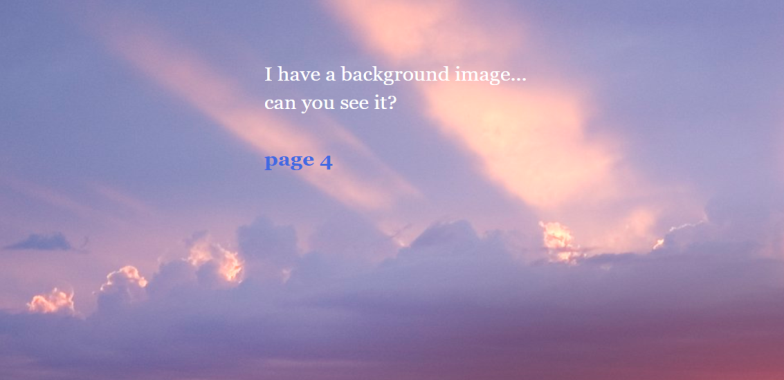 I have a background image...
can you see it?
page 4